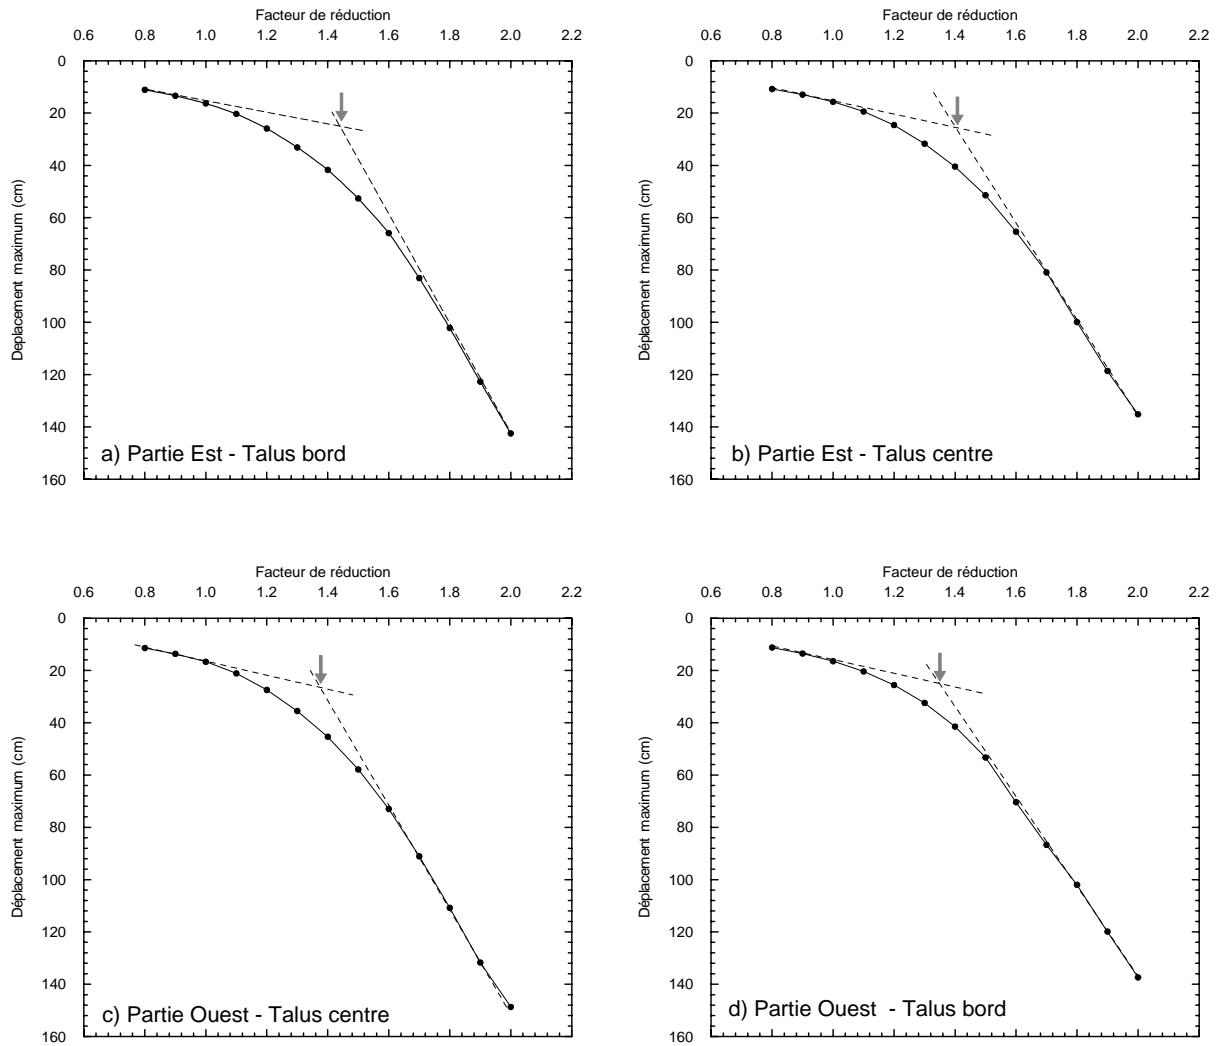 Facteur de réduction
0.6 0.8 1.0 1.2 1.4 1.6 1.8 2.0 2.2
0
20
40
60
80
100
120
140
160
Deplacement maximum (cm)
a) Partie Est - Talus bord
Facteur de réduction
0.6 0.8 1.0 1.2 1.4 1.6 1.8 2.0 2.2
0
20
40
60
80
100
120
140
160
Déplacement maximum (cm)
b) Partie Est - Talus centre
Facteur de réduction
0.6 0.8 1.0 1.2 1.4 1.6 1.8 2.0 2.2
0
20
40
60
80
100
120
140
160
Déplacement maximum (cm)
c) Partie Ouest - Talus centre
Facteur de réduction
0.6 0.8 1.0 1.2 1.4 1.6 1.8 2.0 2.2
0
20
40
60
80
100
120
140
160
Déplacement maximum (cm)
d) Partie Ouest - Talus bord